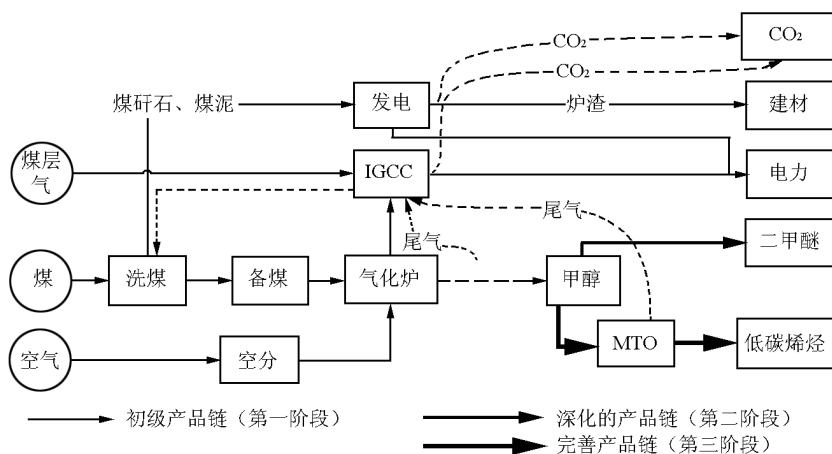 CO₂
CO₂
CO₂
煤矸石、煤泥
发电
炉渣
建材
煤层
气
IGCC
电力
尾气
尾气
二甲醚
煤
洗煤
备煤
气化炉
甲醇
空气
空分
MTO
低碳烯烃
初级产品链（第一阶段）
深化的产品链（第二阶段）
完善产品链（第三阶段）